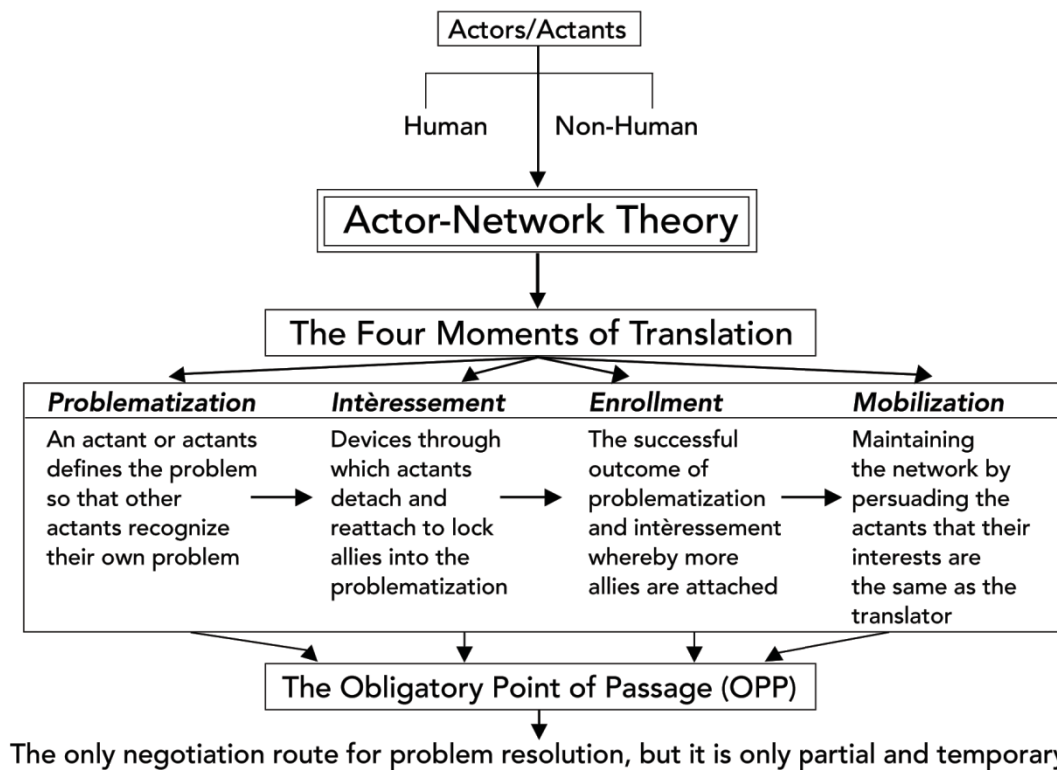 Actors/Actants
Human
Non-Human
Actor-Network Theory
The Four Moments of Translation
Problematization
An actant or actants
defines the problem
so that other
actants recognize
their own problem
Intèressement
Devices through
which actants
detach and
reattach to lock
allies into the
problematization
Enrollment
The successful
outcome of
problematization
and intèressement
whereby more
allies are attached
Mobilization
Maintaining
the network by
persuading the
actants that their
interests are
the same as the
translator
The Obligatory Point of Passage (OPP)
The only negotiation route for problem resolution, but it is only partial and temporary